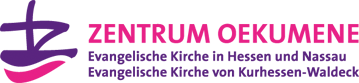 ZENTRUM OEKUMENE
Evangelische Kirche in Hessen und Nassau
Evangelische Kirche von Kurhessen-Waldeck